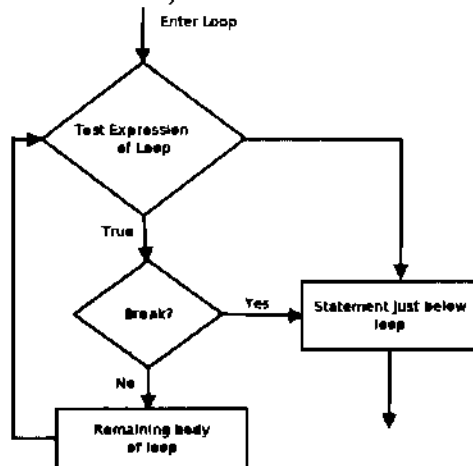 Enter Loop
Test Expression
of Loop
True
Break?
Yes
Statement just below
loop
No
Remaining body
of loop